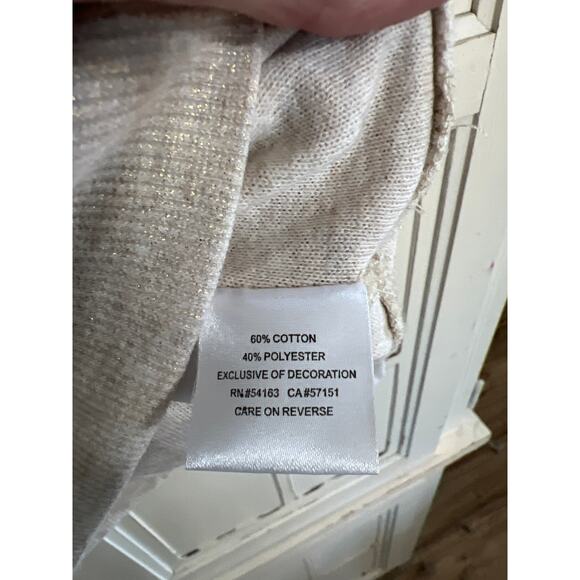 60% COTTON
40% POLYESTER
EXCLUSIVE OF DECORATION
RN#54163 CA#57151
CARE ON REVERSE